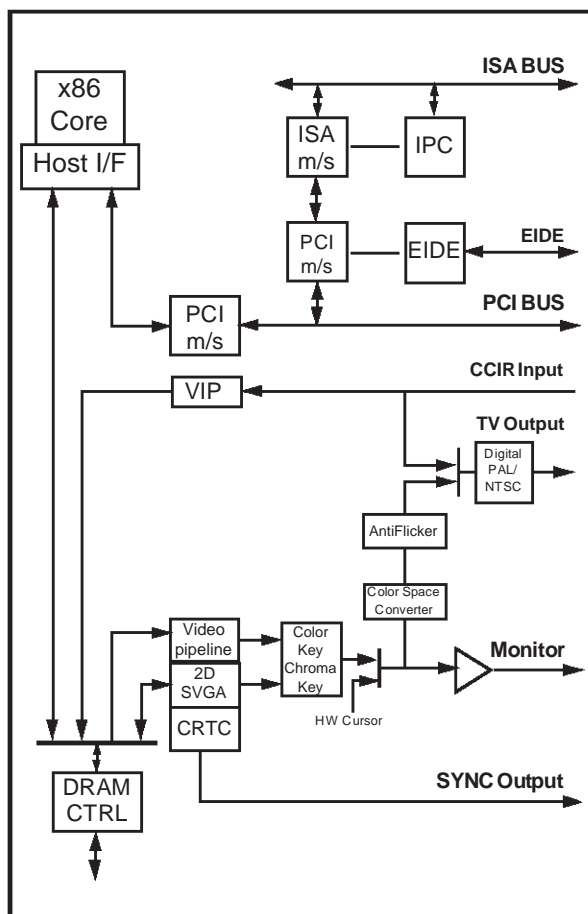 ISA BUS
x86
Core
Host I/F
ISA
m/s
IPC
PCI
m/s
EIDE
EIDE
PCI BUS
PCI
m/s
CCIR Input
VIP
TV Output
Digital
PAL/
NTSC
AntiFlicker
Color Space
Converter
Video
pipeline
Color
Key
Chroma
Key
Monitor
2D
SVGA
HW Cursor
CRTC
SYNC Output
DRAM
CTRL